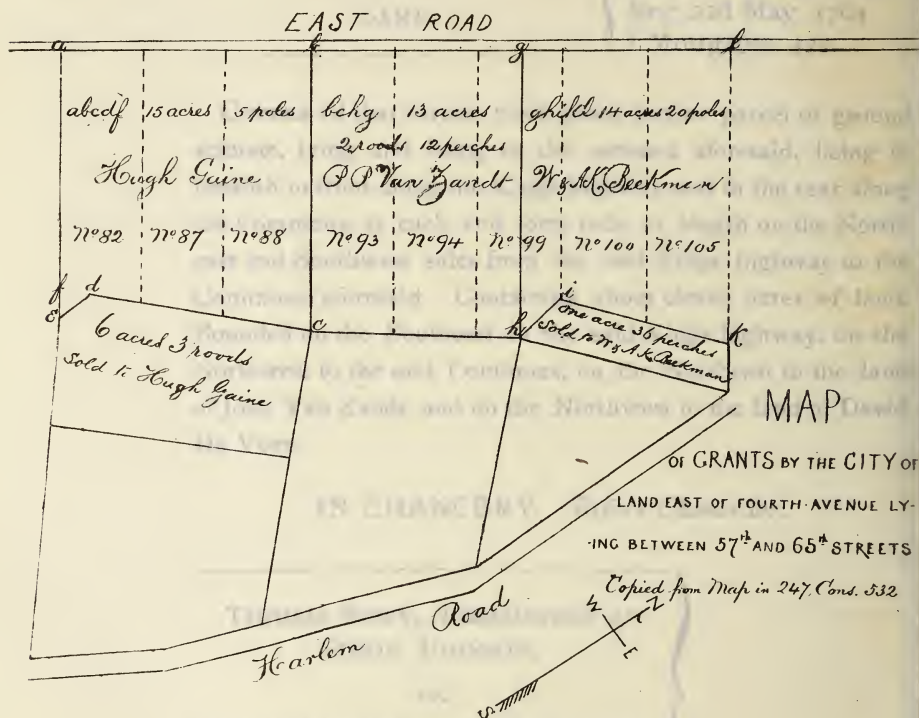 EAST ROAD
a b g l
abcdf 15 acres 5 poles bchg 13 acres ghikl 14 acres 20 poles
2 roods 12 perches
Hugh Gaine P P Van Zandt W & A K Beekman
No 82 No 87 No 88 No 93 No 94 No 99 No 100 No 105
f d
e c h i K
6 acres 3 roods
Sold to Hugh Gaine
One acre 36 perches
Sold to W & A. K. Beekman
MAP
OF GRANTS BY THE CITY OF
LAND EAST OF FOURTH AVENUE LY-
-ING BETWEEN 57th AND 65th STREETS
Copied from Map in 247. Cons. 532
Harlem Road
W N
S E